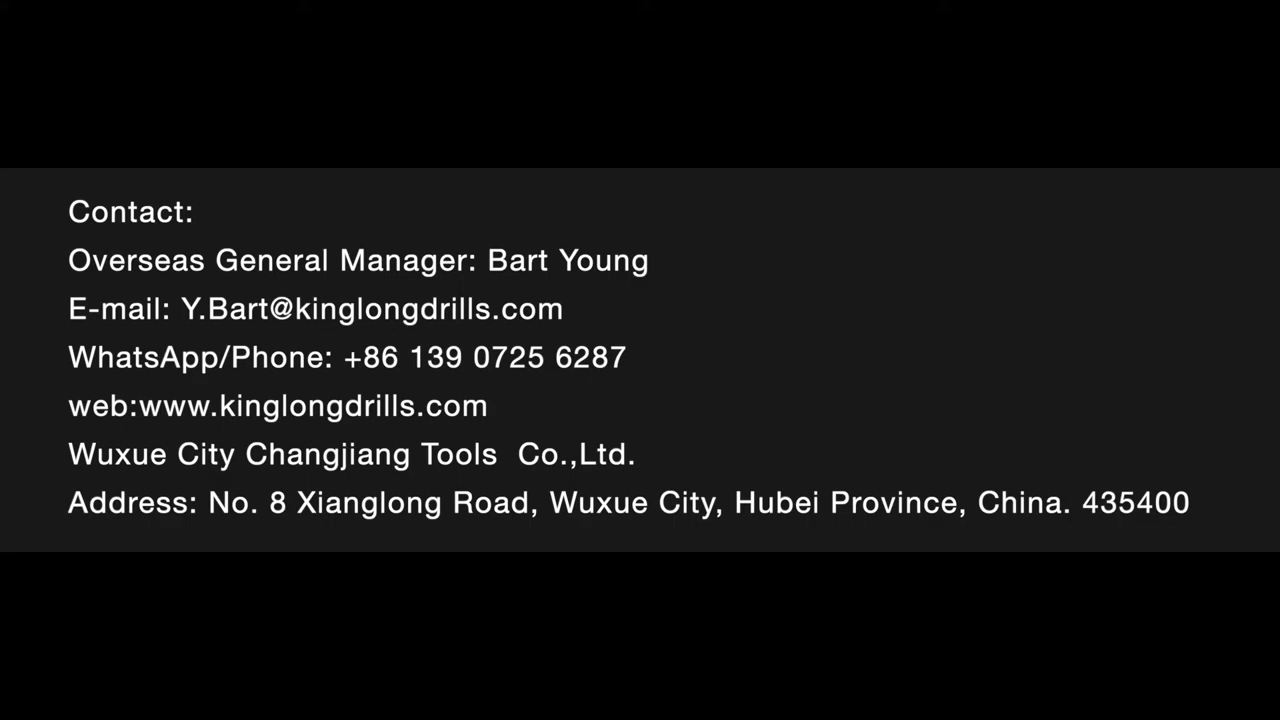 Contact:
Overseas General Manager: Bart Young
E-mail: Y.Bart@kinglongdrills.com
WhatsApp/Phone: +86 139 0725 6287
web:www.kinglongdrills.com
Wuxue City Changjiang Tools  Co.,Ltd.
Address: No. 8 Xianglong Road, Wuxue City, Hubei Province, China. 435400